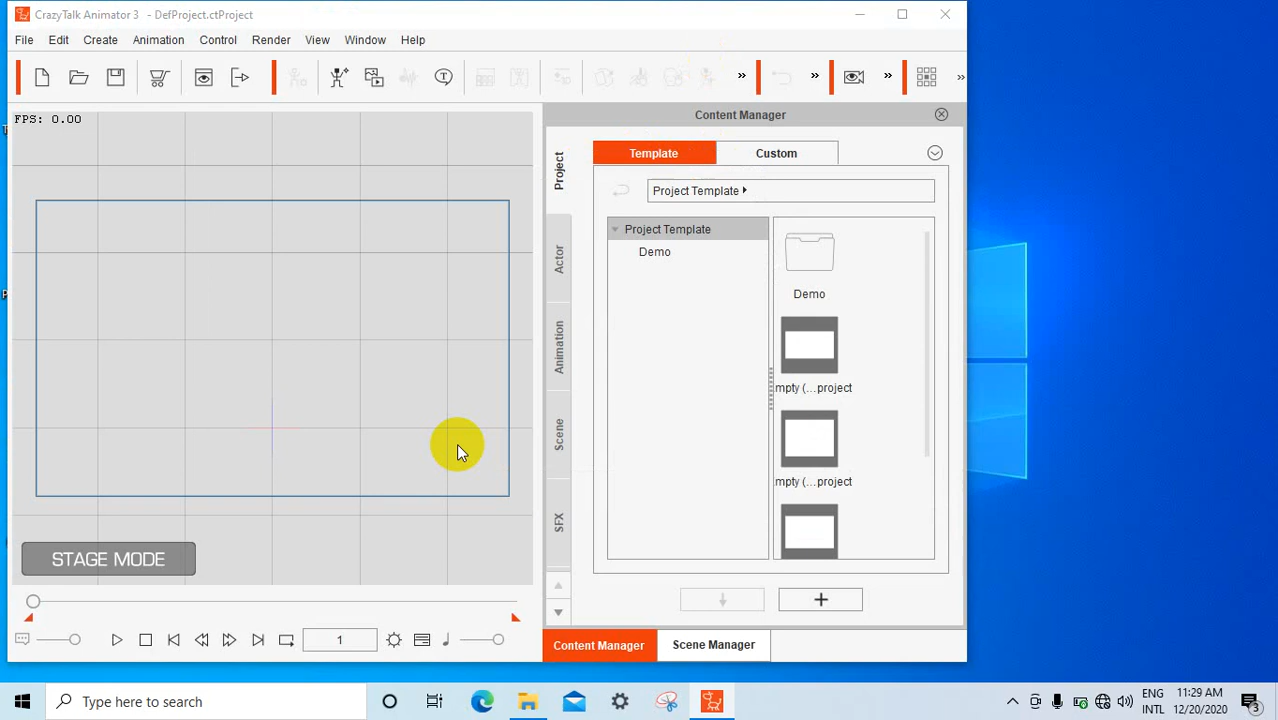 CrazyTalk Animator 3 - DefProject.ctProject
File Edit Create Animation Control Render View Window Help
FPS: 0.00
Content Manager
Template Custom
Project Template
Project Template
Demo
Demo
mpty (...project
mpty (...project
Project
Actor
Animation
Scene
SFX
STAGE MODE
1
Content Manager Scene Manager
Type here to search
ENG
INTL
11:29 AM
12/20/2020
3